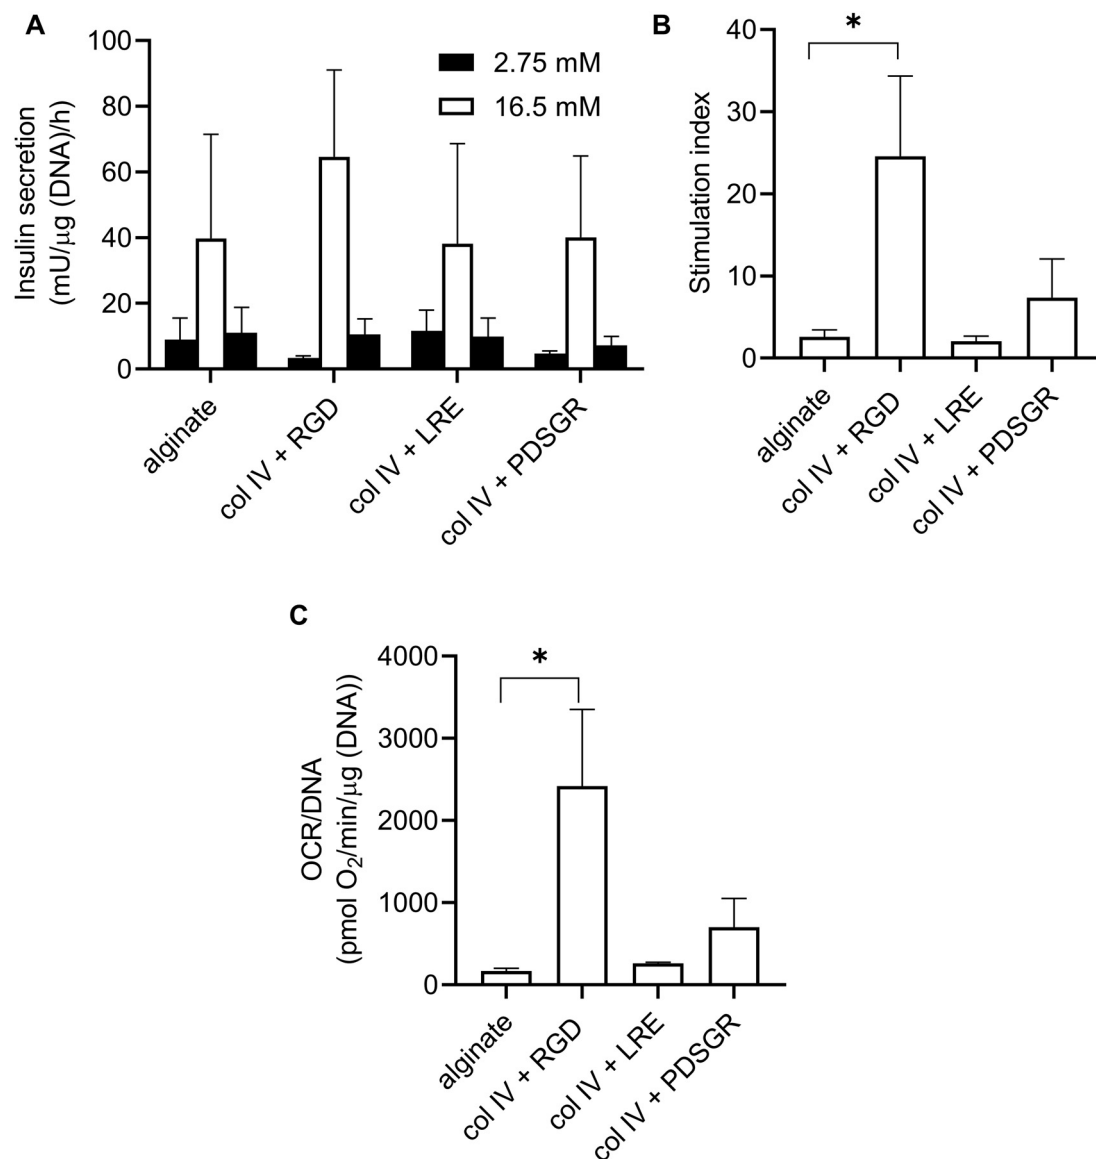 A
Insulin secretion
(mU/μg (DNA)/h)
100
80
60
40
20
0
2.75 mM
16.5 mM
alginate
col IV + RGD
col IV + LRE
col IV + PDSGR
B
Stimulation index
40
30
20
10
0
*
alginate
col IV + RGD
col IV + LRE
col IV + PDSGR
C
OCR/DNA
(pmol O₂/min/μg (DNA))
4000
3000
2000
1000
0
*
alginate
col IV + RGD
col IV + LRE
col IV + PDSGR